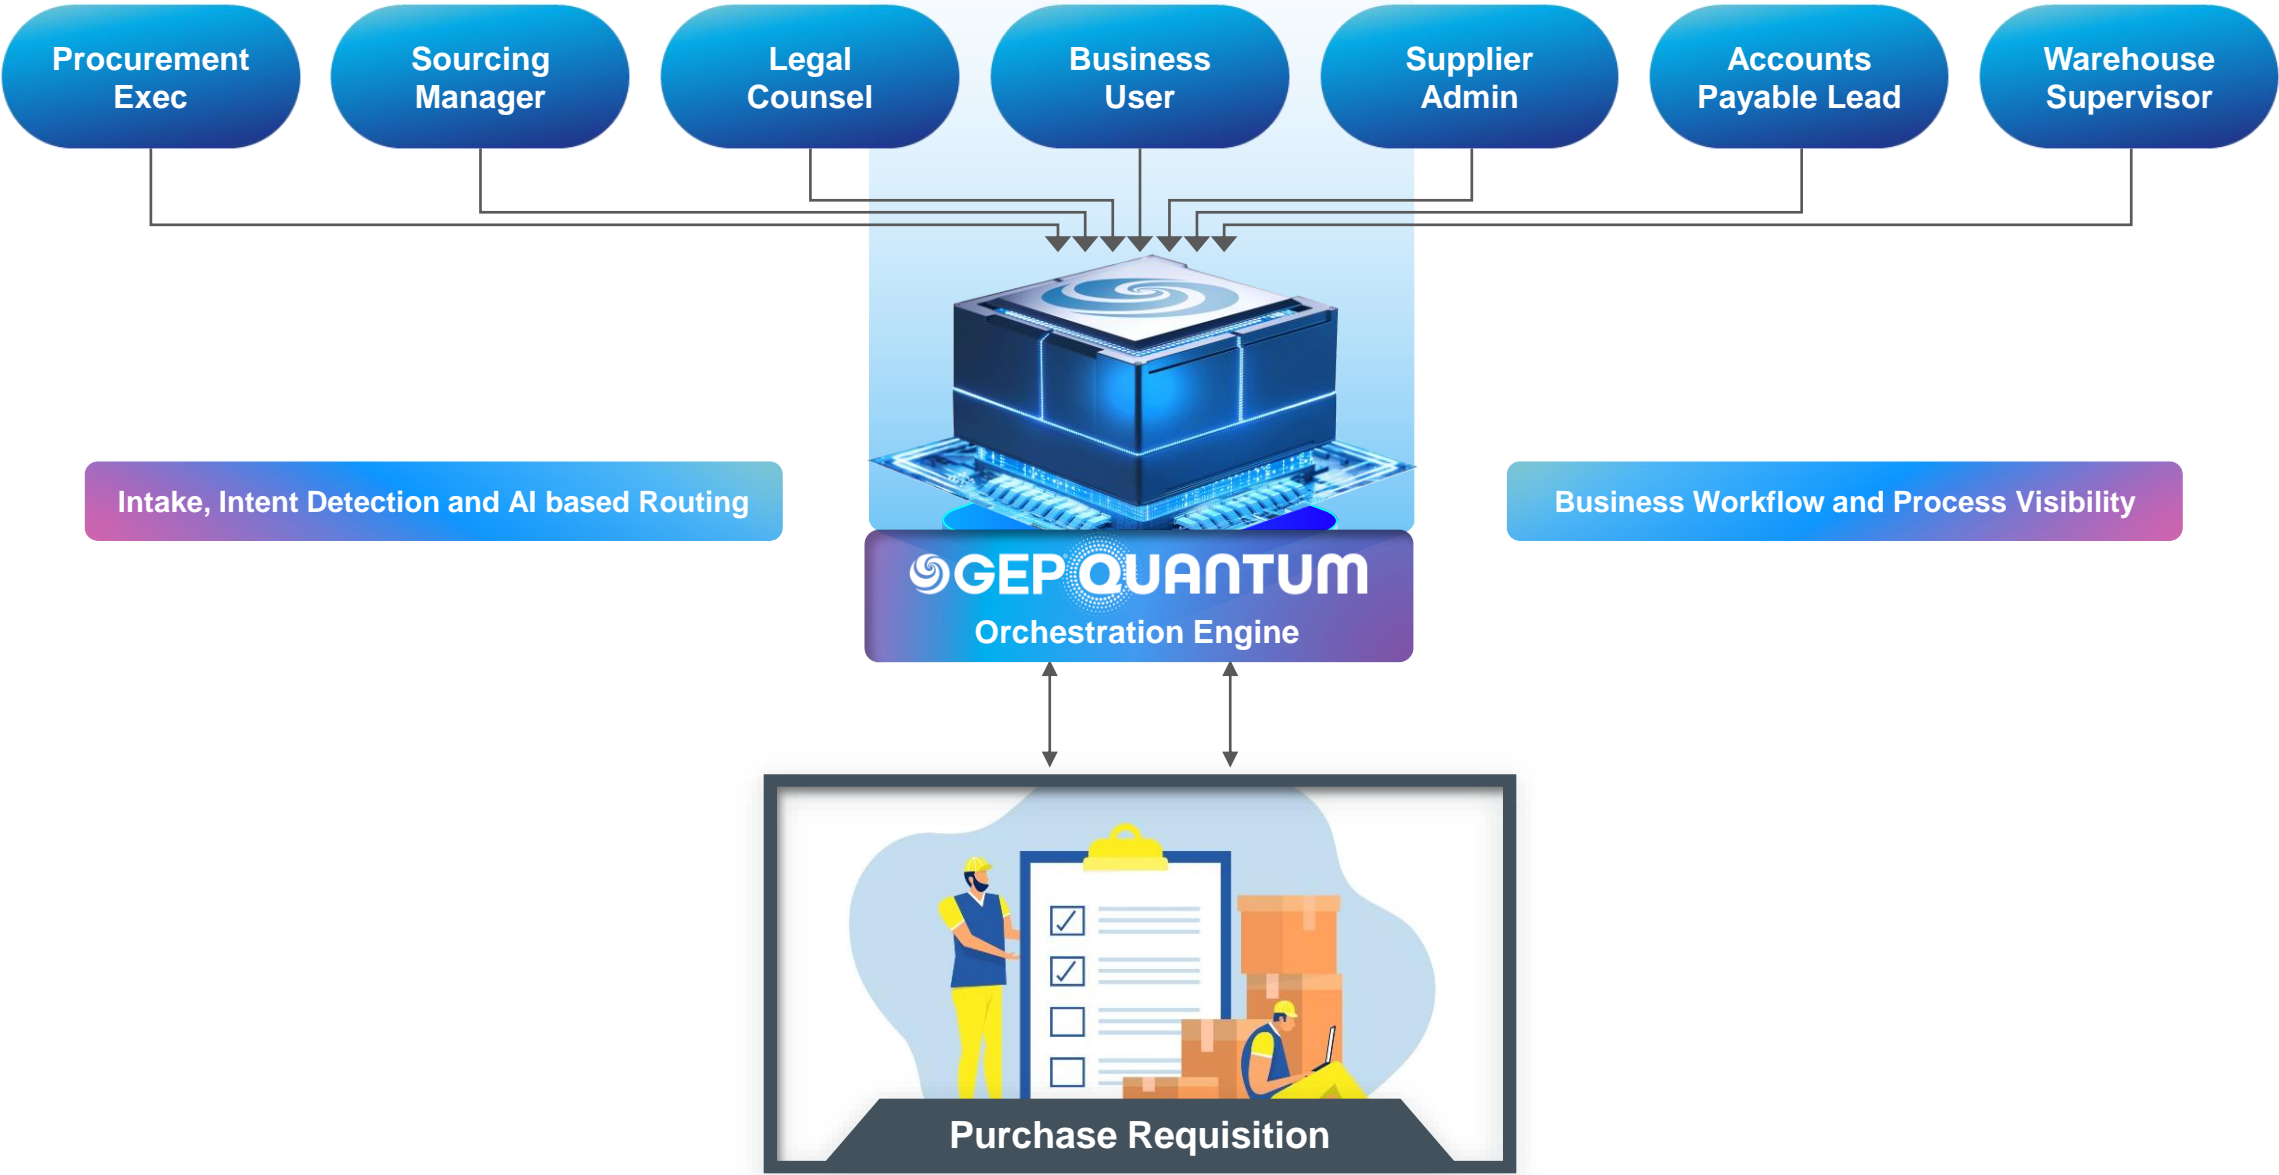 Procurement
Exec
Sourcing
Manager
Legal
Counsel
Business
User
Supplier
Admin
Accounts
Payable Lead
Warehouse
Supervisor
Intake, Intent Detection and AI based Routing
Business Workflow and Process Visibility
GEP QUANTUM
Orchestration Engine
Purchase Requisition